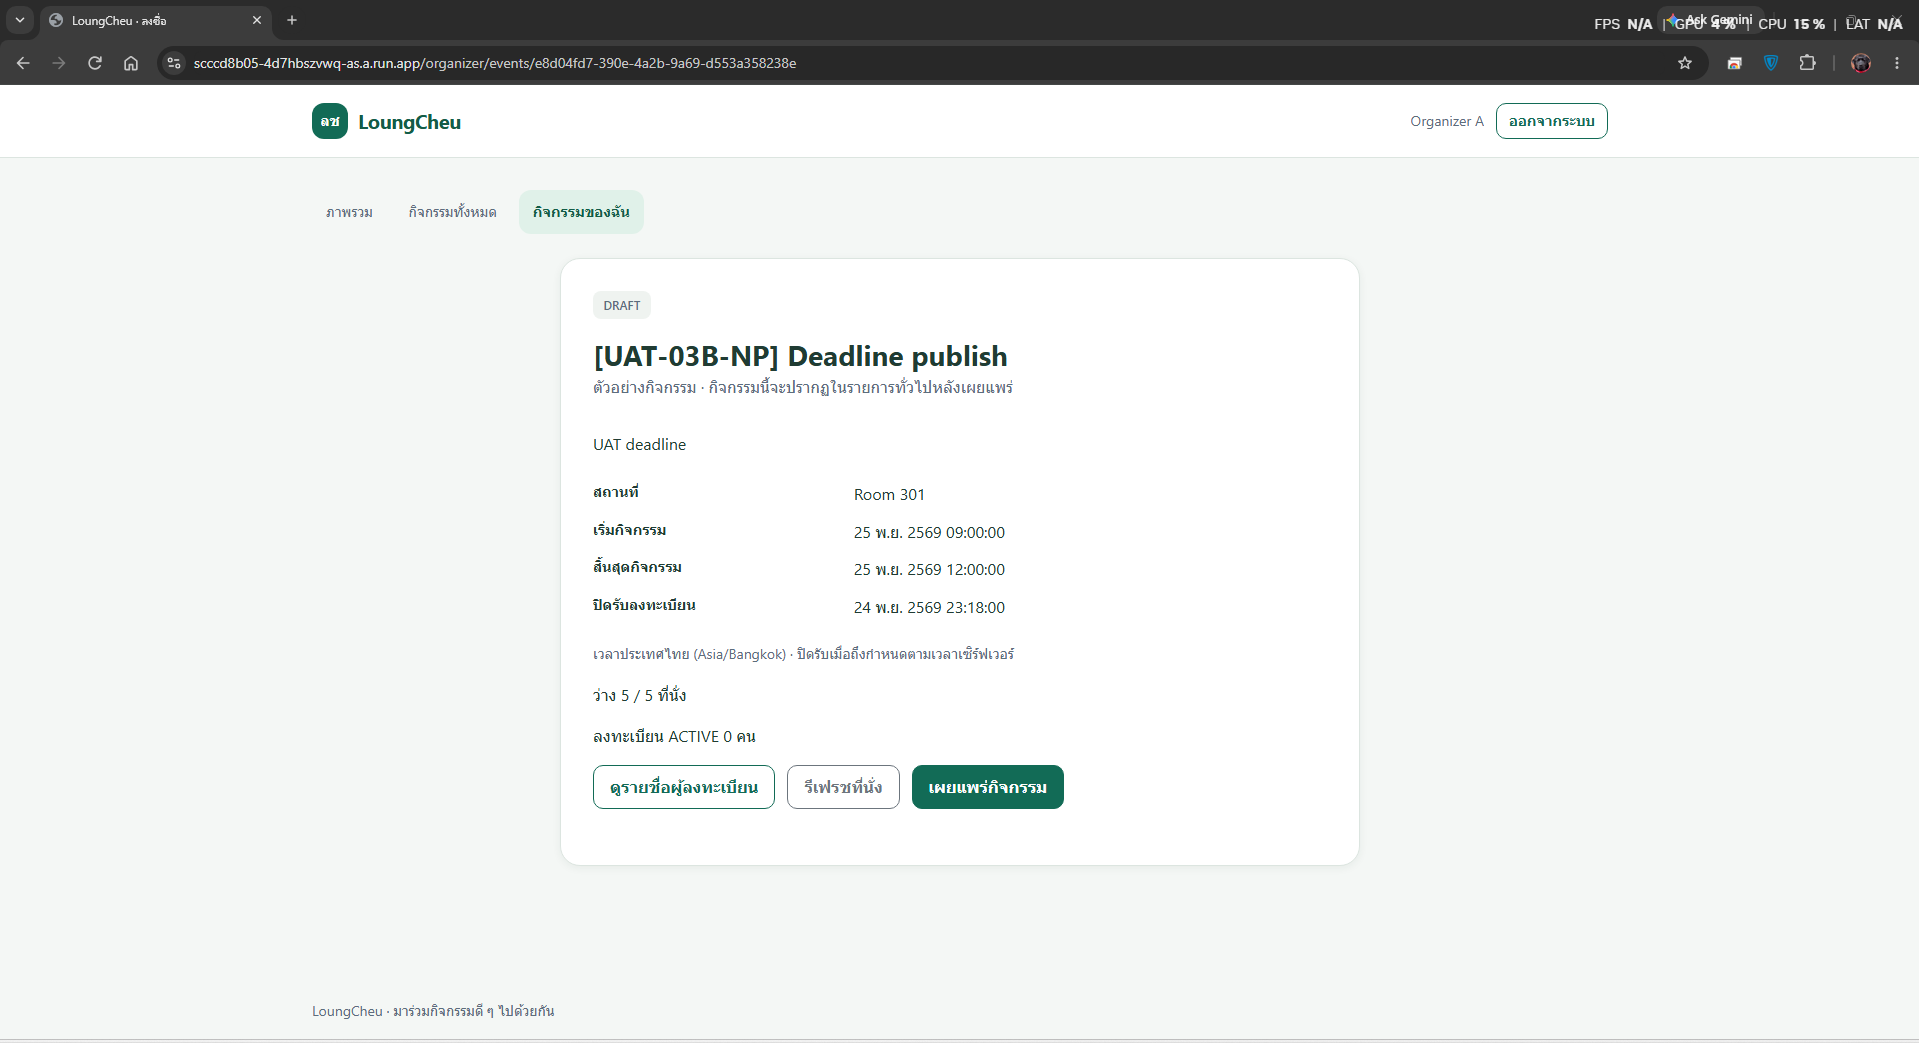 LoungCheu · ลงชื่อ
FPS N/A | GPU 4% | CPU 15% | LAT N/A
Ask Gemini
scccd8b05-4d7hbszvwq-as.a.run.app/organizer/events/e8d04fd7-390e-4a2b-9a69-d553a358238e
ลช LoungCheu
Organizer A ออกจากระบบ
ภาพรวม กิจกรรมทั้งหมด กิจกรรมของฉัน
DRAFT
[UAT-03B-NP] Deadline publish
ตัวอย่างกิจกรรม · กิจกรรมนี้จะปรากฏในรายการทั่วไปหลังเผยแพร่
UAT deadline
สถานที่ Room 301
เริ่มกิจกรรม 25 พ.ย. 2569 09:00:00
สิ้นสุดกิจกรรม 25 พ.ย. 2569 12:00:00
ปิดรับลงทะเบียน 24 พ.ย. 2569 23:18:00
เวลาประเทศไทย (Asia/Bangkok) · ปิดรับเมื่อถึงกำหนดตามเวลาเซิร์ฟเวอร์
ว่าง 5 / 5 ที่นั่ง
ลงทะเบียน ACTIVE 0 คน
ดูรายชื่อผู้ลงทะเบียน รีเฟรชที่นั่ง เผยแพร่กิจกรรม
LoungCheu · มาร่วมกิจกรรมดี ๆ ไปด้วยกัน